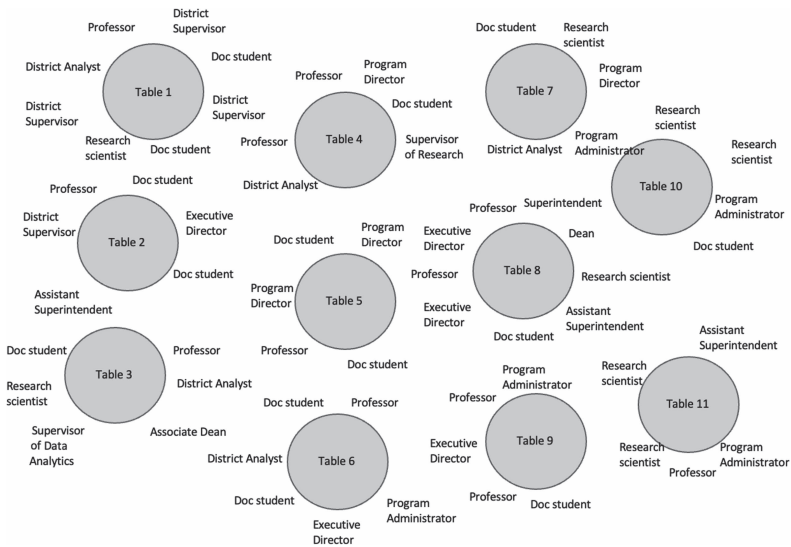 Professor
District
Supervisor
District Analyst
Doc student
Table 1
District
Supervisor
District
Supervisor
Research
scientist
Doc student
Professor
Program
Director
Doc student
Table 4
Professor
Supervisor
of Research
District Analyst
Doc student
Research
scientist
Program
Director
Table 7
District Analyst
Program
Administrator
Research
scientist
Research
scientist
Table 10
Program
Administrator
Doc student
Professor
Doc student
District
Supervisor
Executive
Director
Table 2
Doc student
Assistant
Superintendent
Doc student
Program
Director
Program
Director
Table 5
Professor
Doc student
Professor
Superintendent
Executive
Director
Dean
Professor
Table 8
Research scientist
Executive
Director
Assistant
Superintendent
Doc student
Doc student
Professor
Research
scientist
Table 3
District Analyst
Supervisor
of Data
Analytics
Associate Dean
Doc student
Professor
District Analyst
Table 6
Doc student
Program
Administrator
Executive
Director
Program
Administrator
Professor
Executive
Director
Table 9
Professor
Doc student
Assistant
Superintendent
Research
scientist
Table 11
Research
scientist
Program
Administrator
Professor